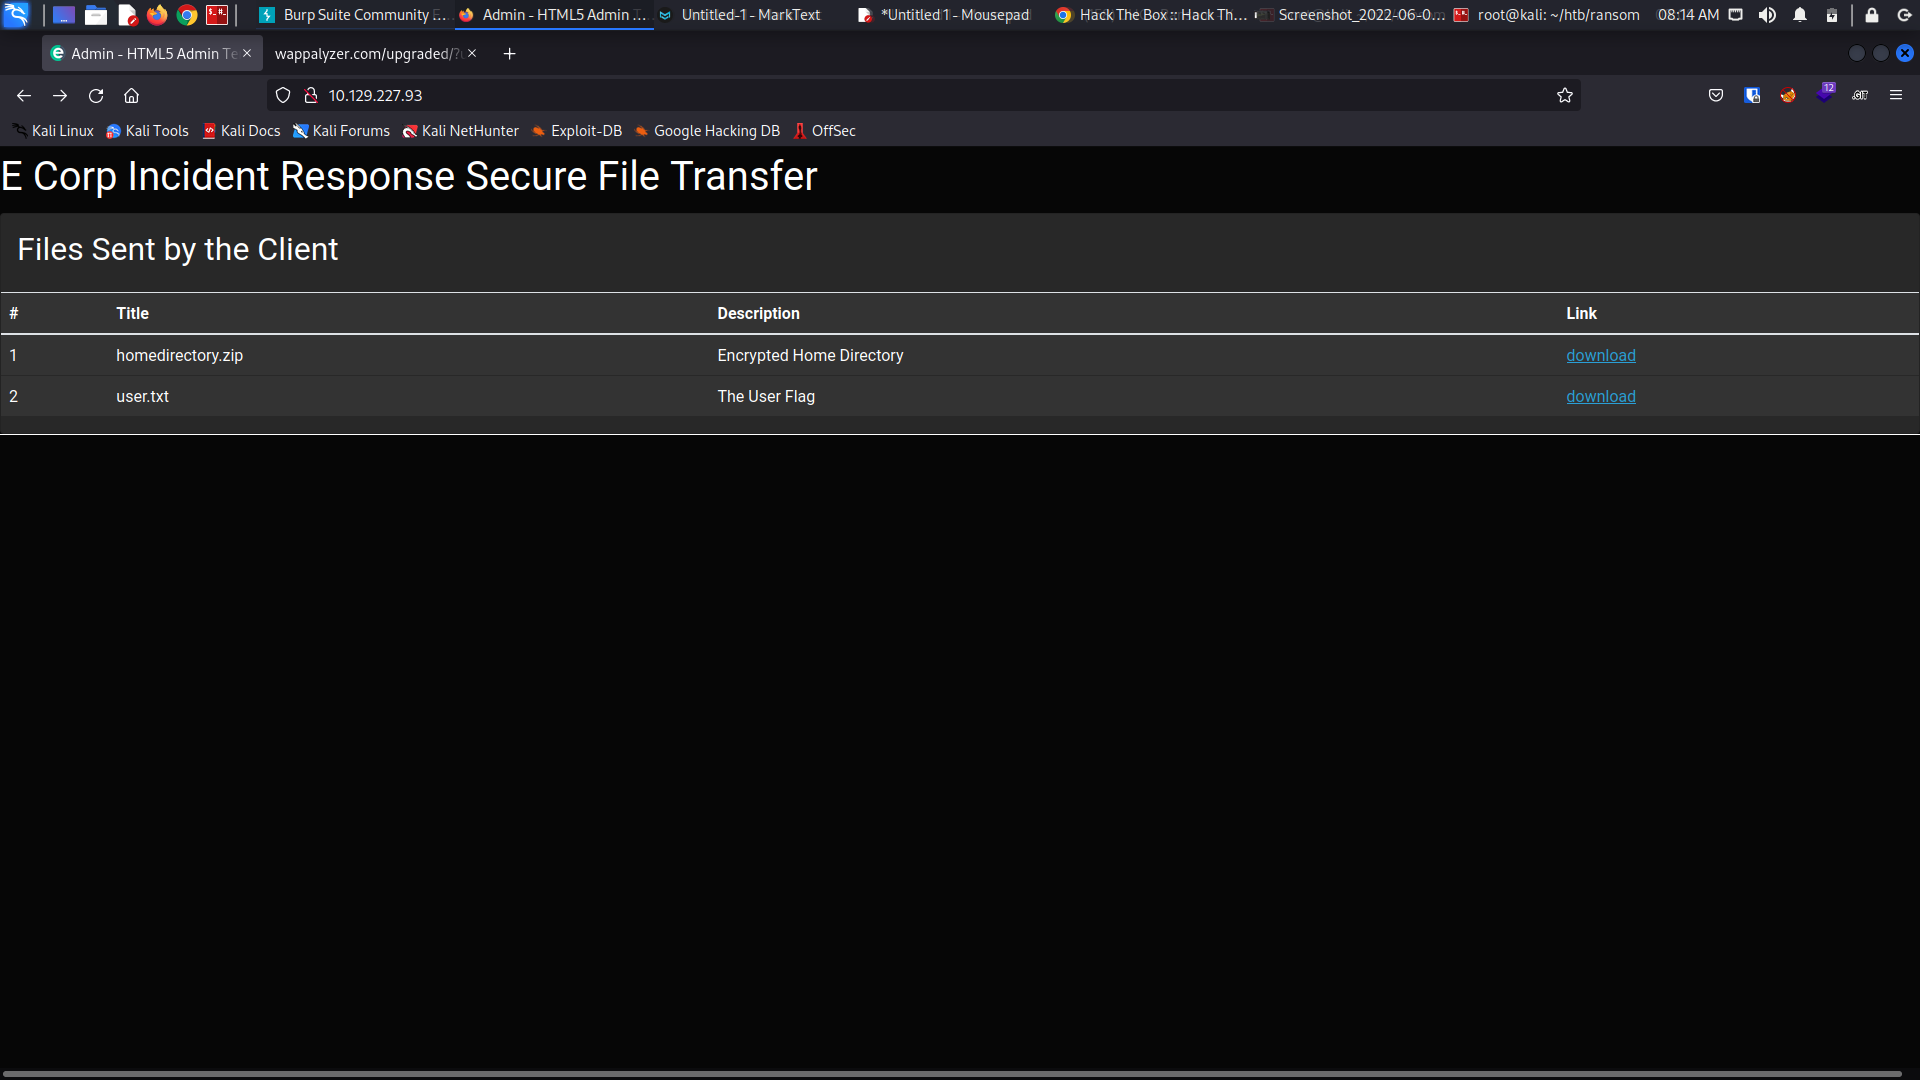 Burp Suite Community E... Admin - HTML5 Admin T... Untitled-1 - MarkText *Untitled 1 - Mousepad Hack The Box :: Hack Th... Screenshot_2022-06-0... root@kali: ~/htb/ransom 08:14 AM
Admin - HTML5 Admin Te wappalyzer.com/upgraded/?
10.129.227.93 12 .GIT
Kali Linux Kali Tools Kali Docs Kali Forums Kali NetHunter Exploit-DB Google Hacking DB OffSec
E Corp Incident Response Secure File Transfer
Files Sent by the Client
# Title Description Link
1 homedirectory.zip Encrypted Home Directory download
2 user.txt The User Flag download